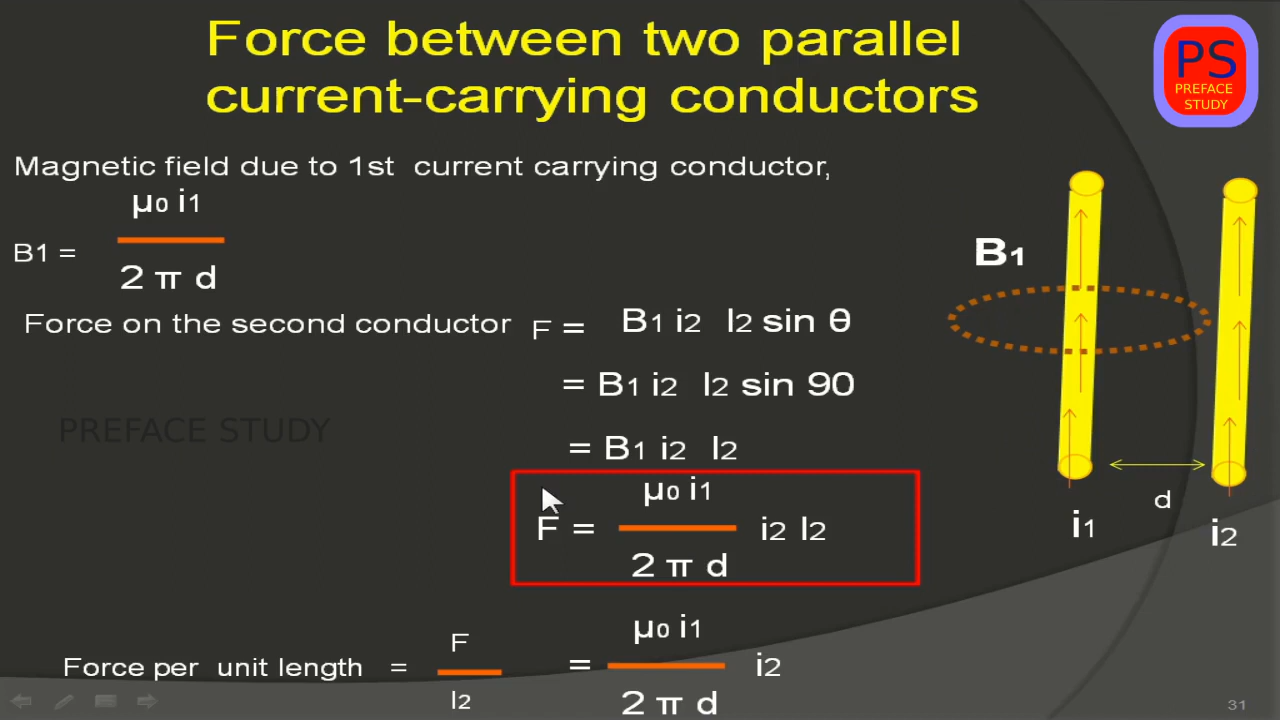 Force between two parallel
current-carrying conductors
PS
PREFACE
STUDY
Magnetic field due to 1st current carrying conductor,
µ0 i1
B1 =
2 π d
B1
Force on the second conductor F = B1 i2 l2 sin θ
= B1 i2 l2 sin 90
PREFACE STUDY
= B1 i2 l2
µ0 i1
F = i2 l2
2 π d
d
i1
i2
µ0 i1
F
Force per unit length = = i2
l2
2 π d
31